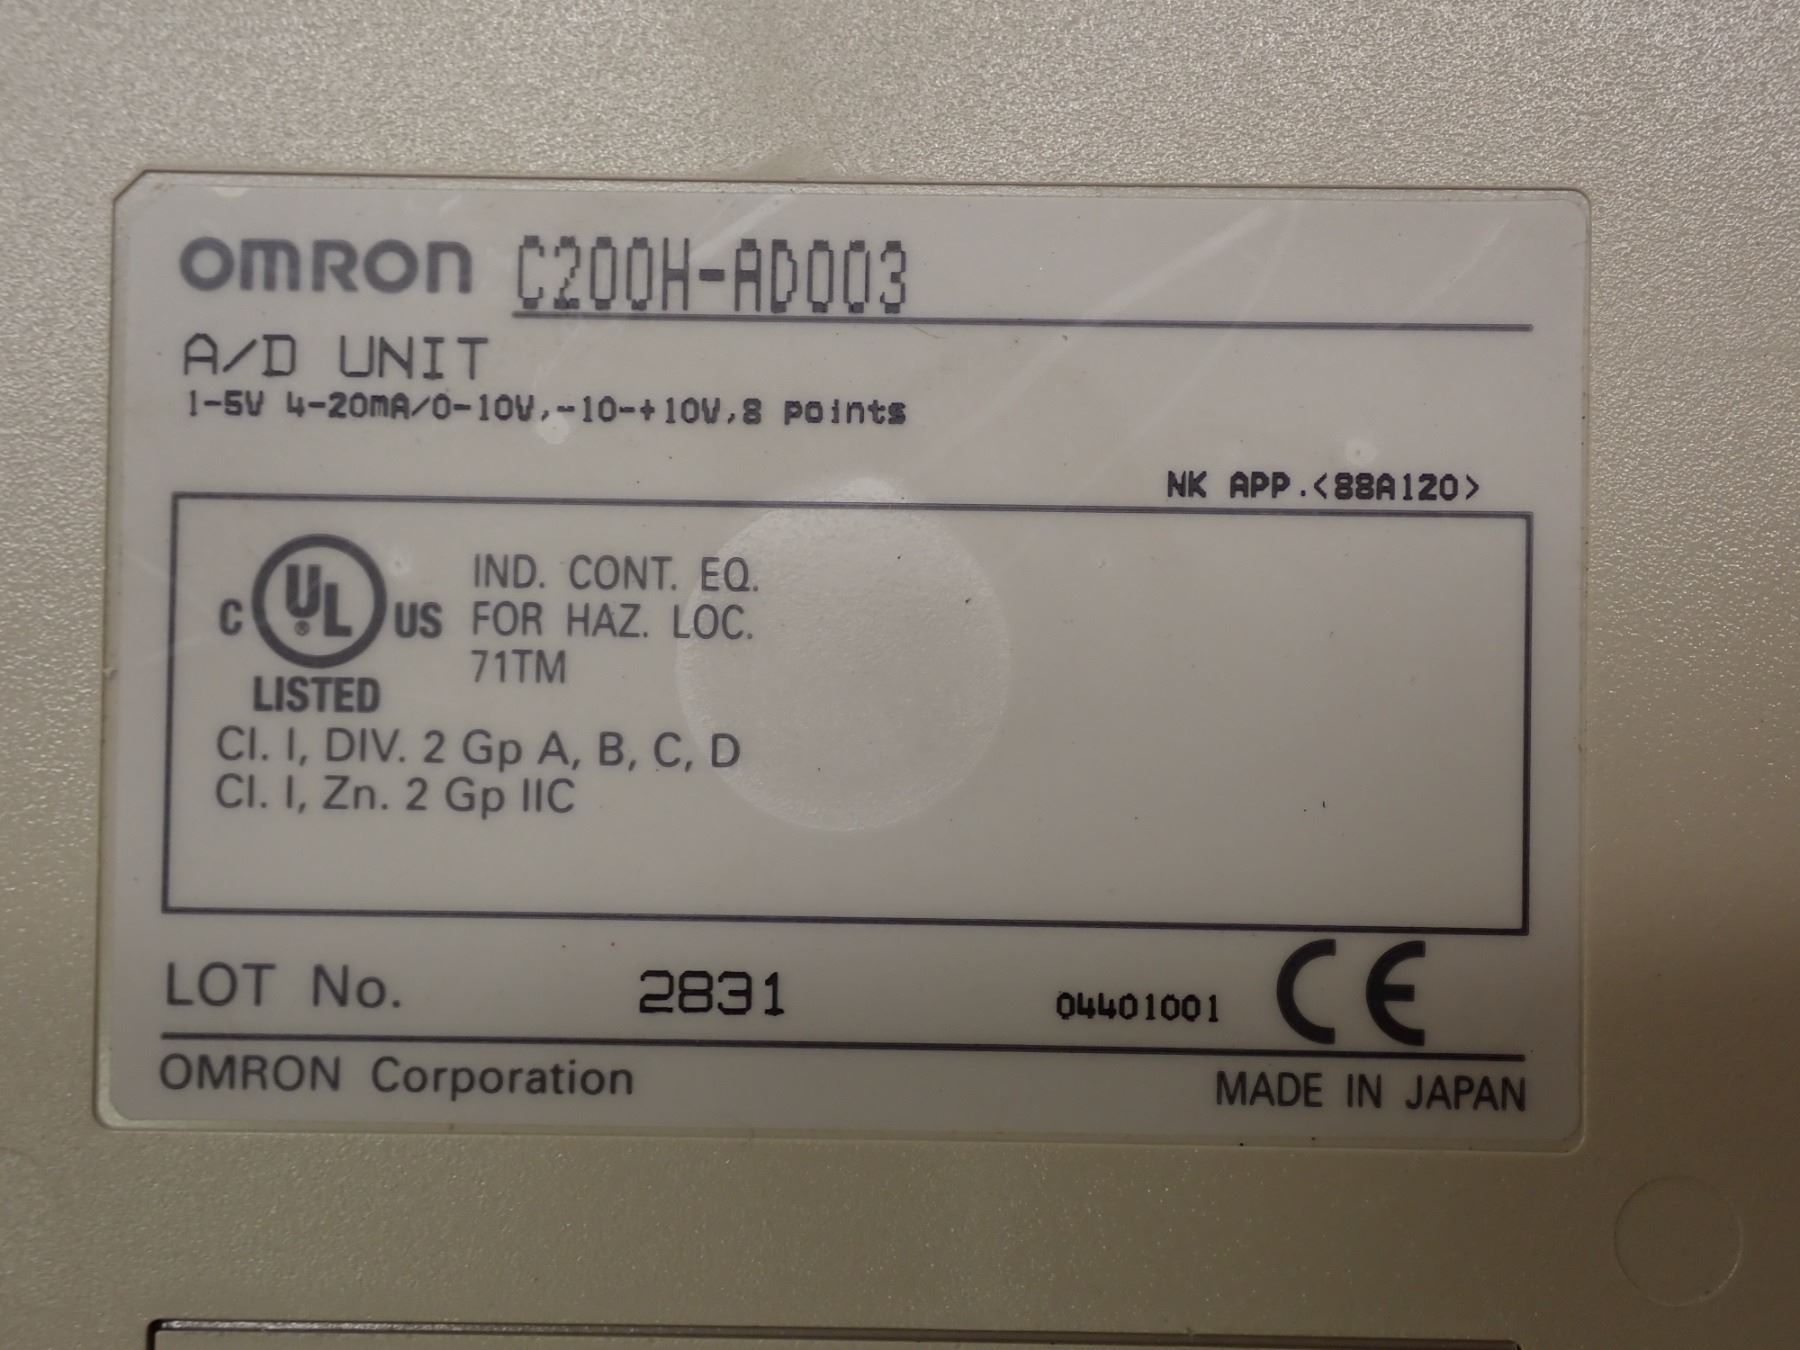 OMRON C200H-AD003
A/D UNIT
1-5V 4-20mA/0-10V,-10-+10V,8 points
NK APP.<88A120>
C UL® US IND. CONT. EQ.
FOR HAZ. LOC.
71TM
LISTED
Cl. I, DIV. 2 Gp A, B, C, D
Cl. I, Zn. 2 Gp IIC
LOT No. 2831 04401001 CE
OMRON Corporation MADE IN JAPAN